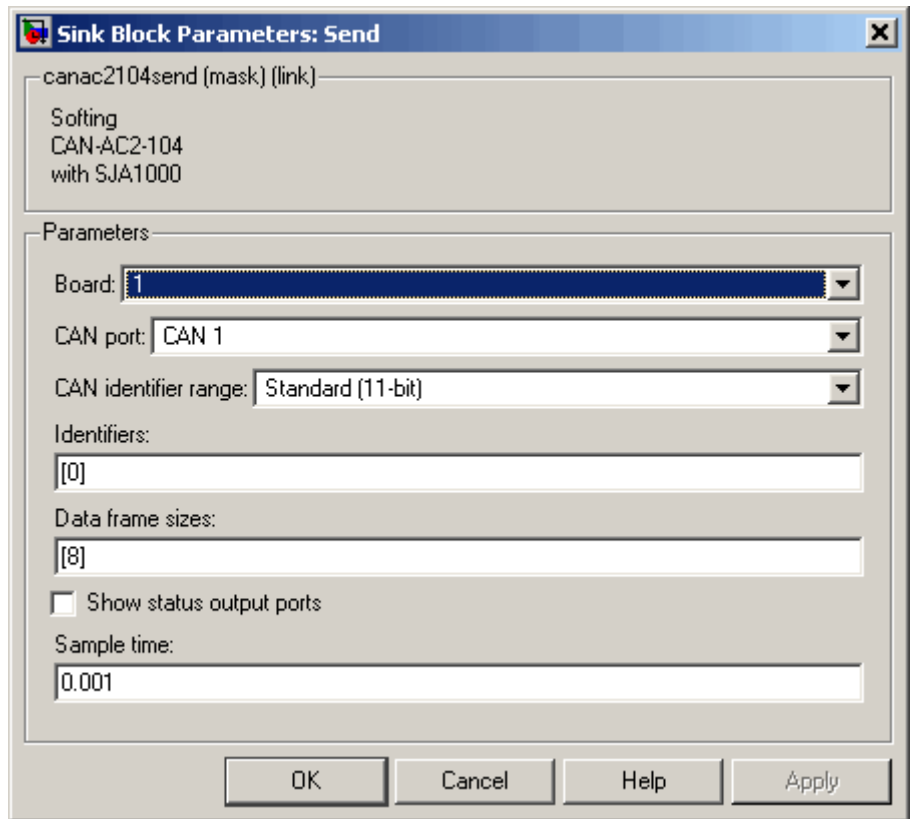 Sink Block Parameters: Send
canac2104send (mask) (link)
Softing
CAN-AC2-104
with SJA1000
Parameters
Board: 1
CAN port: CAN 1
CAN identifier range: Standard (11-bit)
Identifiers:
[0]
Data frame sizes:
[8]
Show status output ports
Sample time:
0.001
OK Cancel Help Apply